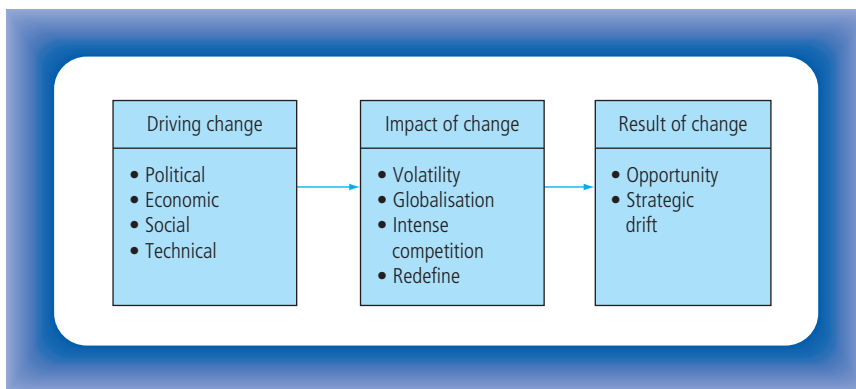 Driving change
• Political
• Economic
• Social
• Technical
Impact of change
• Volatility
• Globalisation
• Intense
competition
• Redefine
Result of change
• Opportunity
• Strategic
drift